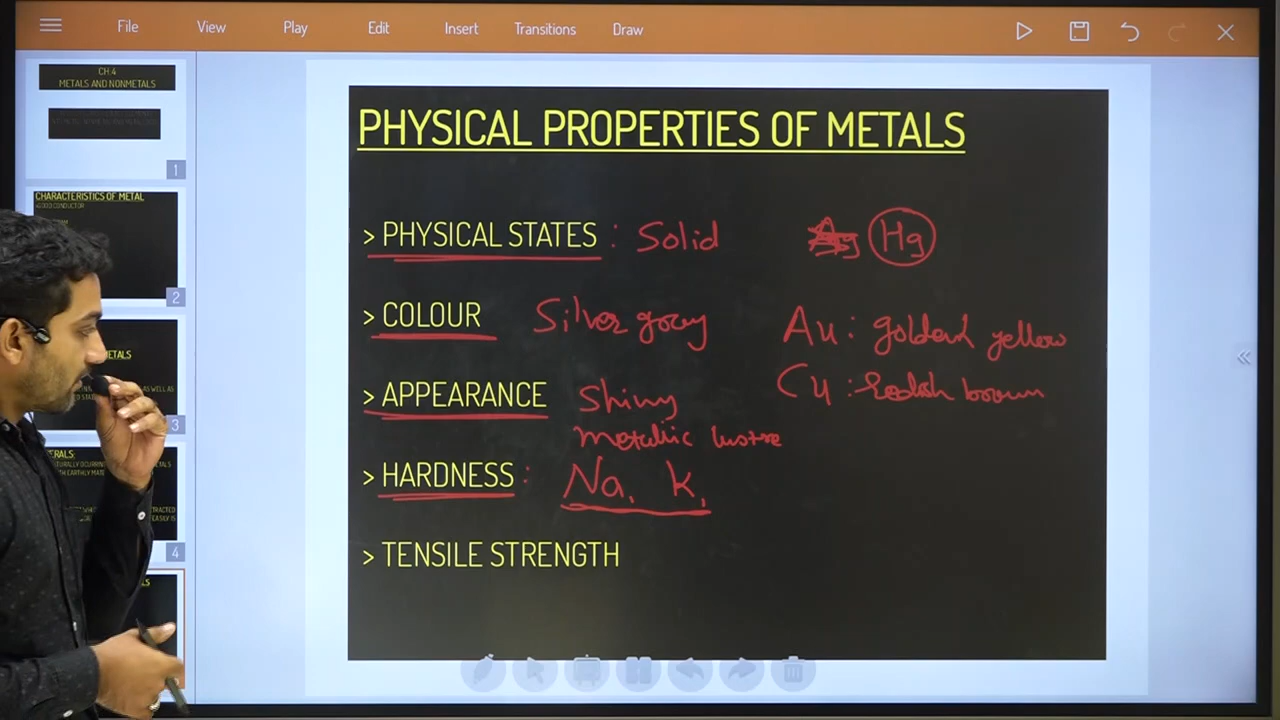 File View Play Edit Insert Transitions Draw
CH:4
METALS AND NONMETALS
1
CHARACTERISTICS OF METAL
2
3
4
PHYSICAL PROPERTIES OF METALS
> PHYSICAL STATES : Solid Hg
> COLOUR Silver grey Au : golden yellow
Cu : Redish brown
> APPEARANCE Shiny
metallic lustre
> HARDNESS : Na, K,
> TENSILE STRENGTH